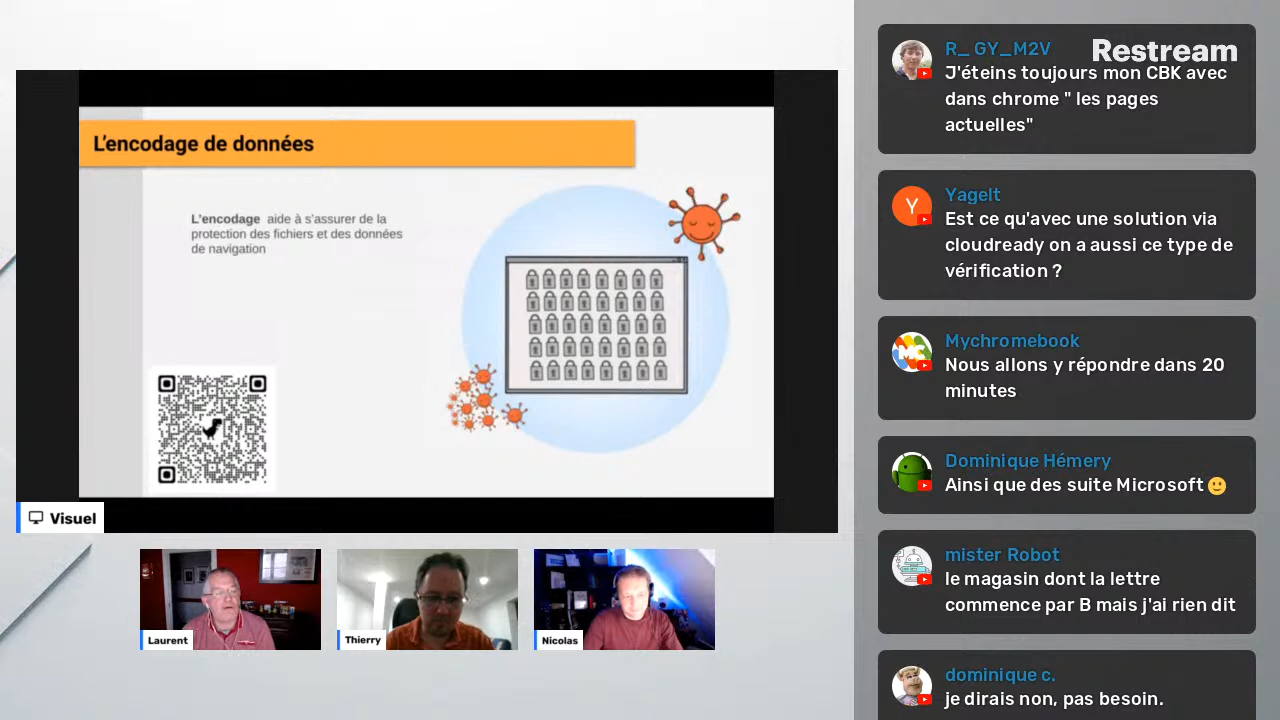 L'encodage de données
L'encodage aide à s'assurer de la
protection des fichiers et des données
de navigation
Visuel
Laurent
Thierry
Nicolas
Restream
R_ GY_M2V
J'éteins toujours mon CBK avec
dans chrome " les pages
actuelles"
Y
Yagelt
Est ce qu'avec une solution via
cloudready on a aussi ce type de
vérification ?
MC
Mychromebook
Nous allons y répondre dans 20
minutes
Dominique Hémery
Ainsi que des suite Microsoft 🙂
mister Robot
le magasin dont la lettre
commence par B mais j'ai rien dit
dominique c.
je dirais non, pas besoin.